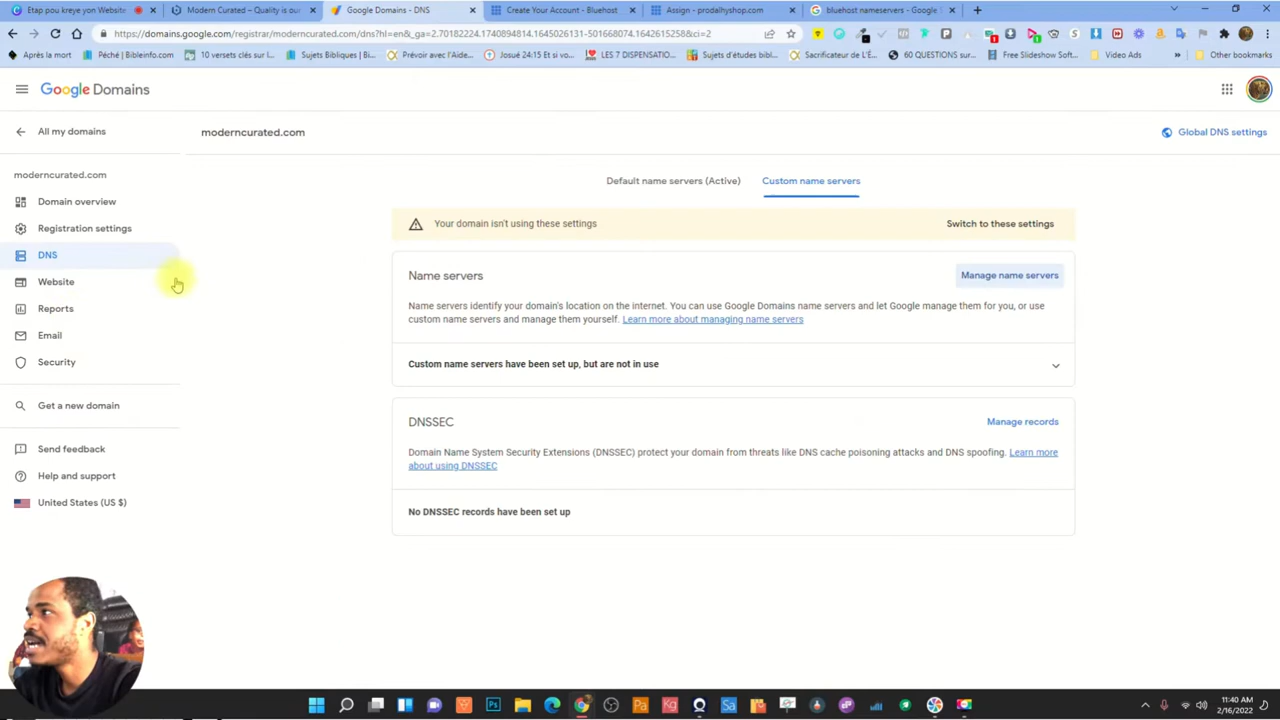 Etap pou kreye yon Website
Modern Curated – Quality is ou
Google Domains - DNS
Create Your Account - Bluehost
Assign - prodalhyshop.com
bluehost nameservers - Google
https://domains.google.com/registrar/moderncurated.com/dns?hl=en&_ga=2.70182224.1740894814.1645026131-501668074.1642615258&ci=2
Après la mort
Péché | Bibleinfo.com
10 versets clés sur l...
Sujets Bibliques | Bi...
Prévoir avec l'Aide...
Josué 24:15 Et si vo...
LES 7 DISPENSATIO...
Sujets d'études bibl...
Sacrificateur de L'É...
60 QUESTIONS sur...
Free Slideshow Soft...
Video Ads
Other bookmarks
Google Domains
All my domains
moderncurated.com
Global DNS settings
moderncurated.com
Default name servers (Active)
Custom name servers
Domain overview
Registration settings
DNS
Website
Reports
Email
Security
Get a new domain
Send feedback
Help and support
United States (US $)
Your domain isn't using these settings
Switch to these settings
Name servers
Manage name servers
Name servers identify your domain's location on the internet. You can use Google Domains name servers and let Google manage them for you, or use
custom name servers and manage them yourself. Learn more about managing name servers
Custom name servers have been set up, but are not in use
DNSSEC
Manage records
Domain Name System Security Extensions (DNSSEC) protect your domain from threats like DNS cache poisoning attacks and DNS spoofing. Learn more
about using DNSSEC
No DNSSEC records have been set up
11:40 AM
2/16/2022